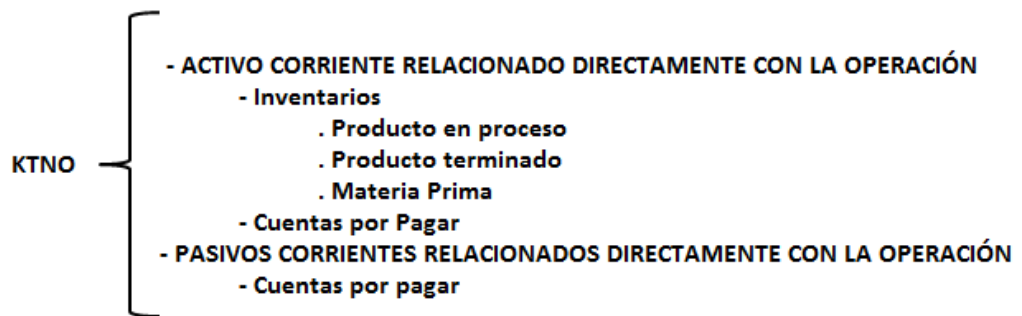 - ACTIVO CORRIENTE RELACIONADO DIRECTAMENTE CON LA OPERACIÓN
- Inventarios
. Producto en proceso
. Producto terminado
KTNO
. Materia Prima
- Cuentas por Pagar
- PASIVOS CORRIENTES RELACIONADOS DIRECTAMENTE CON LA OPERACIÓN
- Cuentas por pagar